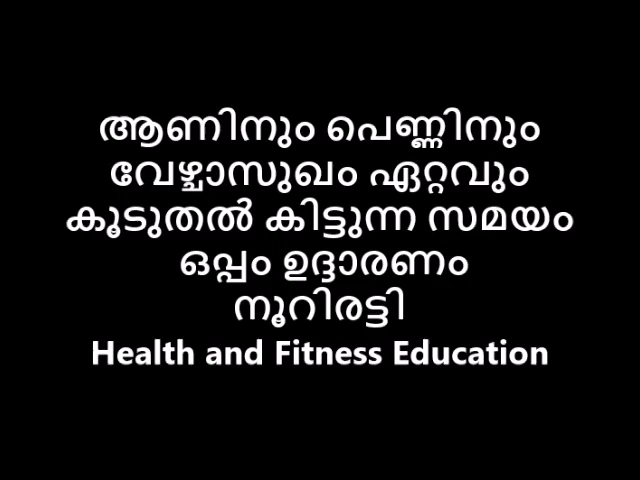 ആണിനും പെണ്ണിനും
വേഴ്ചാസുഖം ഏറ്റവും
കൂടുതൽ കിട്ടുന്ന സമയം
ഒപ്പം ഉദ്ദാരണം
നൂറിരട്ടി
Health and Fitness Education